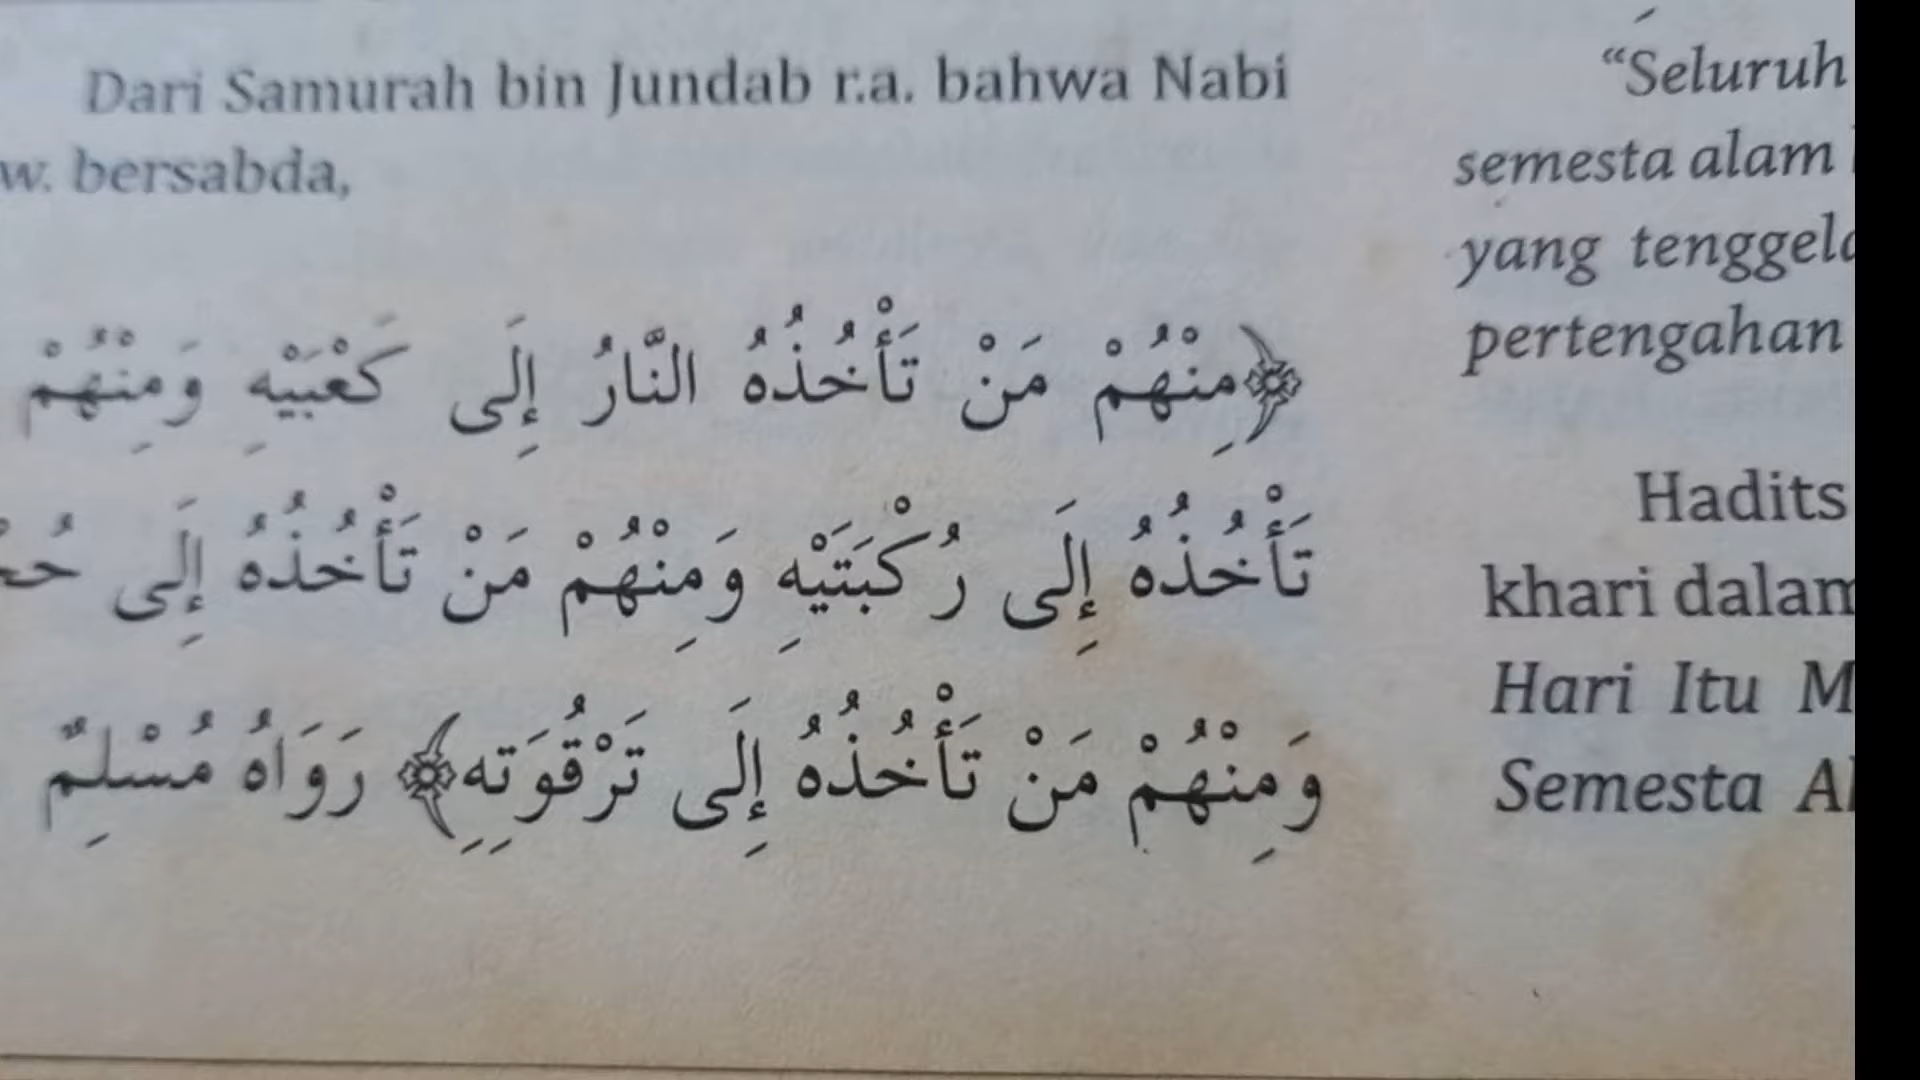 Dari Samurah bin Jundab r.a. bahwa Nabi
w. bersabda,
﴿مِنْهُمْ مَنْ تَأْخُذُهُ النَّارُ إِلَى كَعْبَيْهِ وَمِنْهُمْ
تَأْخُذُهُ إِلَى رُكْبَتَيْهِ وَمِنْهُمْ مَنْ تَأْخُذُهُ إِلَى
وَمِنْهُمْ مَنْ تَأْخُذُهُ إِلَى تَرْقُوَتِهِ﴾ رَوَاهُ مُسْلِمٌ
“Seluruh
semesta alam
yang
pertengahan
Hadits
khari dalam
Hari Itu M
Semesta Al